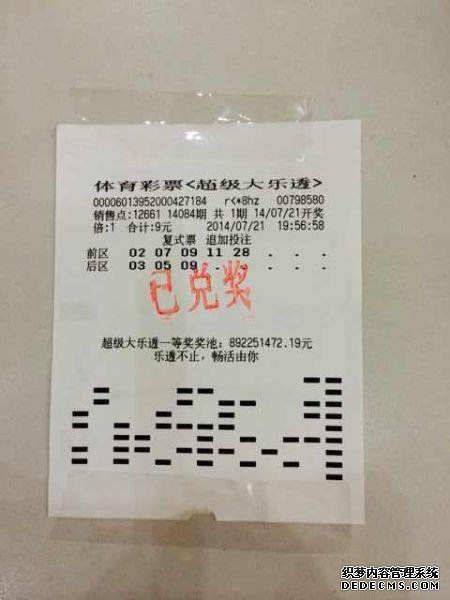 体育彩票<超级大乐透>
00006013952000427184 r<*8hz 00798580
销售点:12661 14084期 共 1期 14/07/21开奖
倍:1 合计:9元 2014/07/21 19:56:58
复式票 追加投注
前区 02 07 09 11 28 . . .
后区 03 05 09 . . . . .
已兑奖
超级大乐透一等奖奖池: 892251472.19元
乐透不止,畅活由你
织梦内容管理系统
DEDECMS.COM